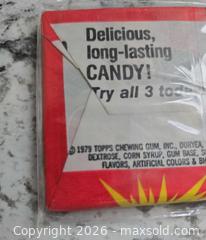 Delicious,
long-lasting
CANDY!
Try all 3
© 1979 TOPPS CHEWING GUM, INC., DURYEA,
DEXTROSE, CORN SYRUP, GUM BASE,
FLAVORS, ARTIFICIAL COLORS &
Copyright 2026 - maxsold.com